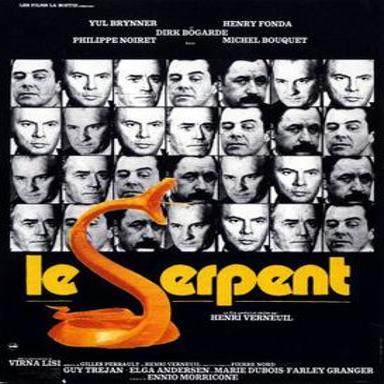 LES FILMS LA BOETIE
YUL BRYNNER HENRY FONDA
DIRK BOGARDE
PHILIPPE NOIRET MICHEL BOUQUET
le Serpent
HENRI VERNEUIL
VIRNA LISI
GILLES PERRAULT HENRI VERNEUIL PIERRE NORD
GUY TREJAN · ELGA ANDERSEN · MARIE DUBOIS · FARLEY GRANGER
ENNIO MORRICONE